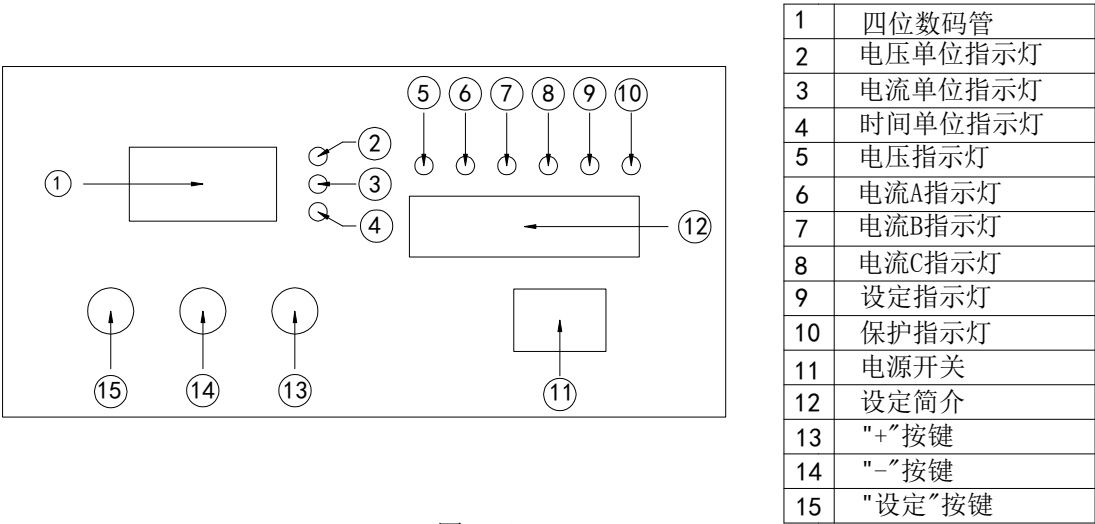 1 四位数码管
2 电压单位指示灯
3 电流单位指示灯
4 时间单位指示灯
5 电压指示灯
6 电流A指示灯
7 电流B指示灯
8 电流C指示灯
9 设定指示灯
10 保护指示灯
11 电源开关
12 设定简介
13 "+"按键
14 "-"按键
15 "设定"按键
5 6 7 8 9 10
2
1
3
4
12
15 14 13 11